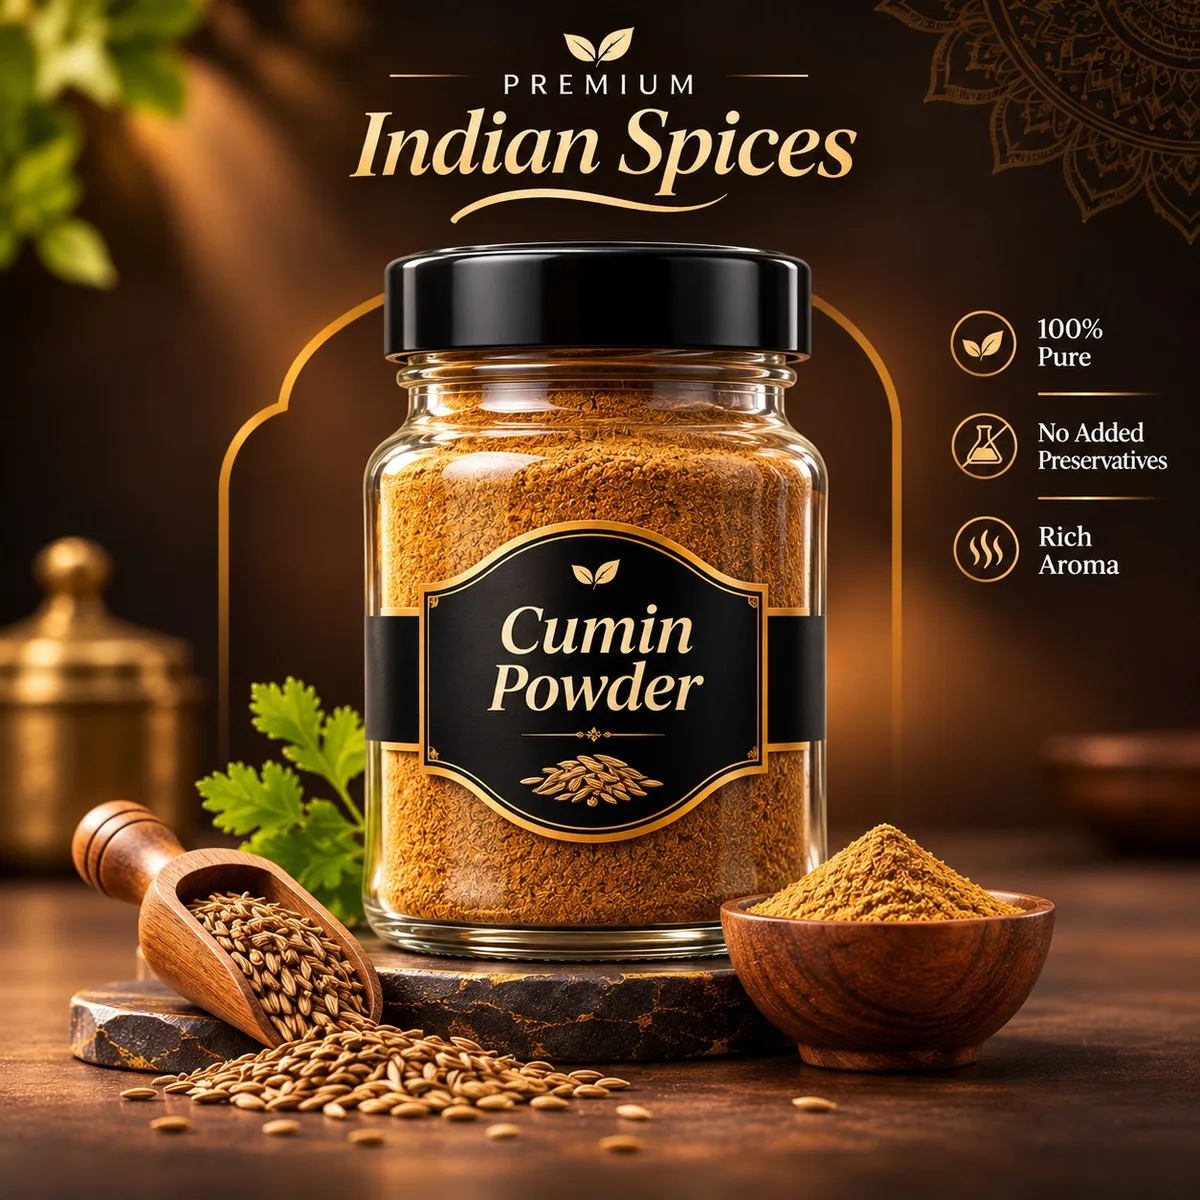 PREMIUM
Indian Spices
100%
Pure
No Added
Preservatives
Rich
Aroma
Cumin
Powder